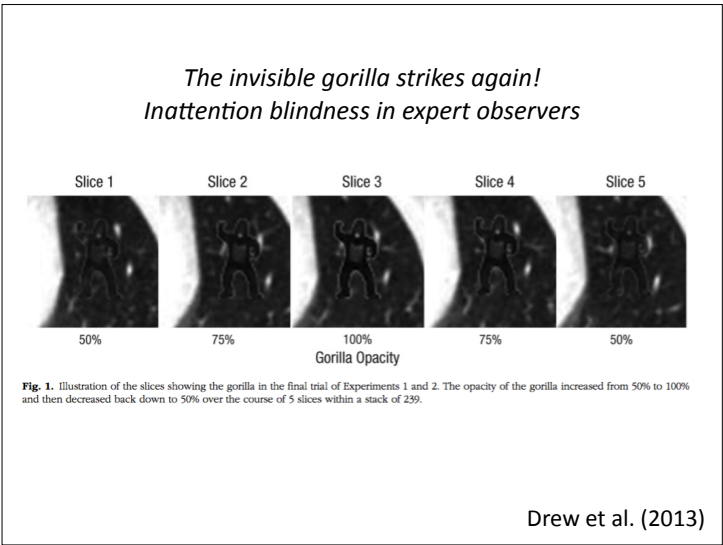 The invisible gorilla strikes again!
Inattention blindness in expert observers
Slice 1 Slice 2 Slice 3 Slice 4 Slice 5
50% 75% 100% 75% 50%
Gorilla Opacity
Fig. 1. Illustration of the slices showing the gorilla in the final trial of Experiments 1 and 2. The opacity of the gorilla increased from 50% to 100%
and then decreased back down to 50% over the course of 5 slices within a stack of 239.
Drew et al. (2013)